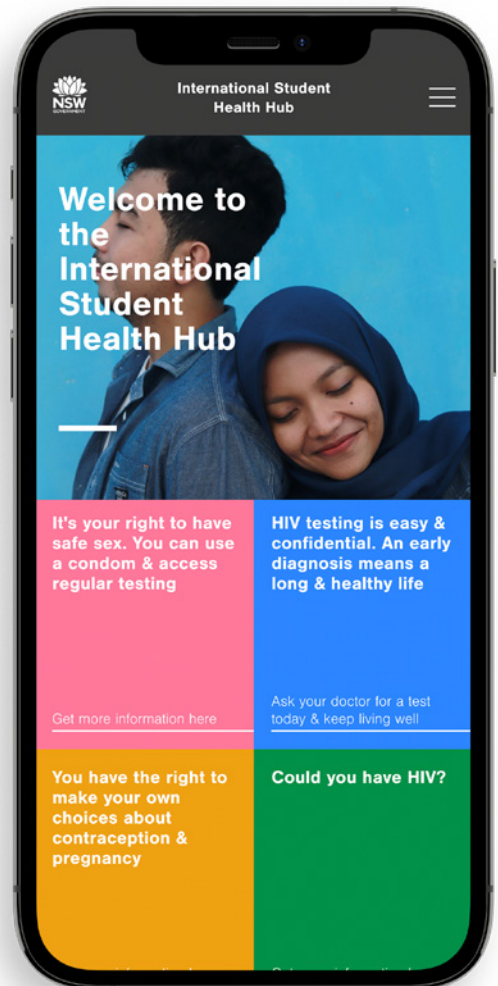 NSW
GOVERNMENT
International Student
Health Hub
Welcome to
the
International
Student
Health Hub
It's your right to have
safe sex. You can use
a condom & access
regular testing
Get more information here
HIV testing is easy &
confidential. An early
diagnosis means a
long & healthy life
Ask your doctor for a test
today & keep living well
You have the right to
make your own
choices about
contraception &
pregnancy
Could you have HIV?